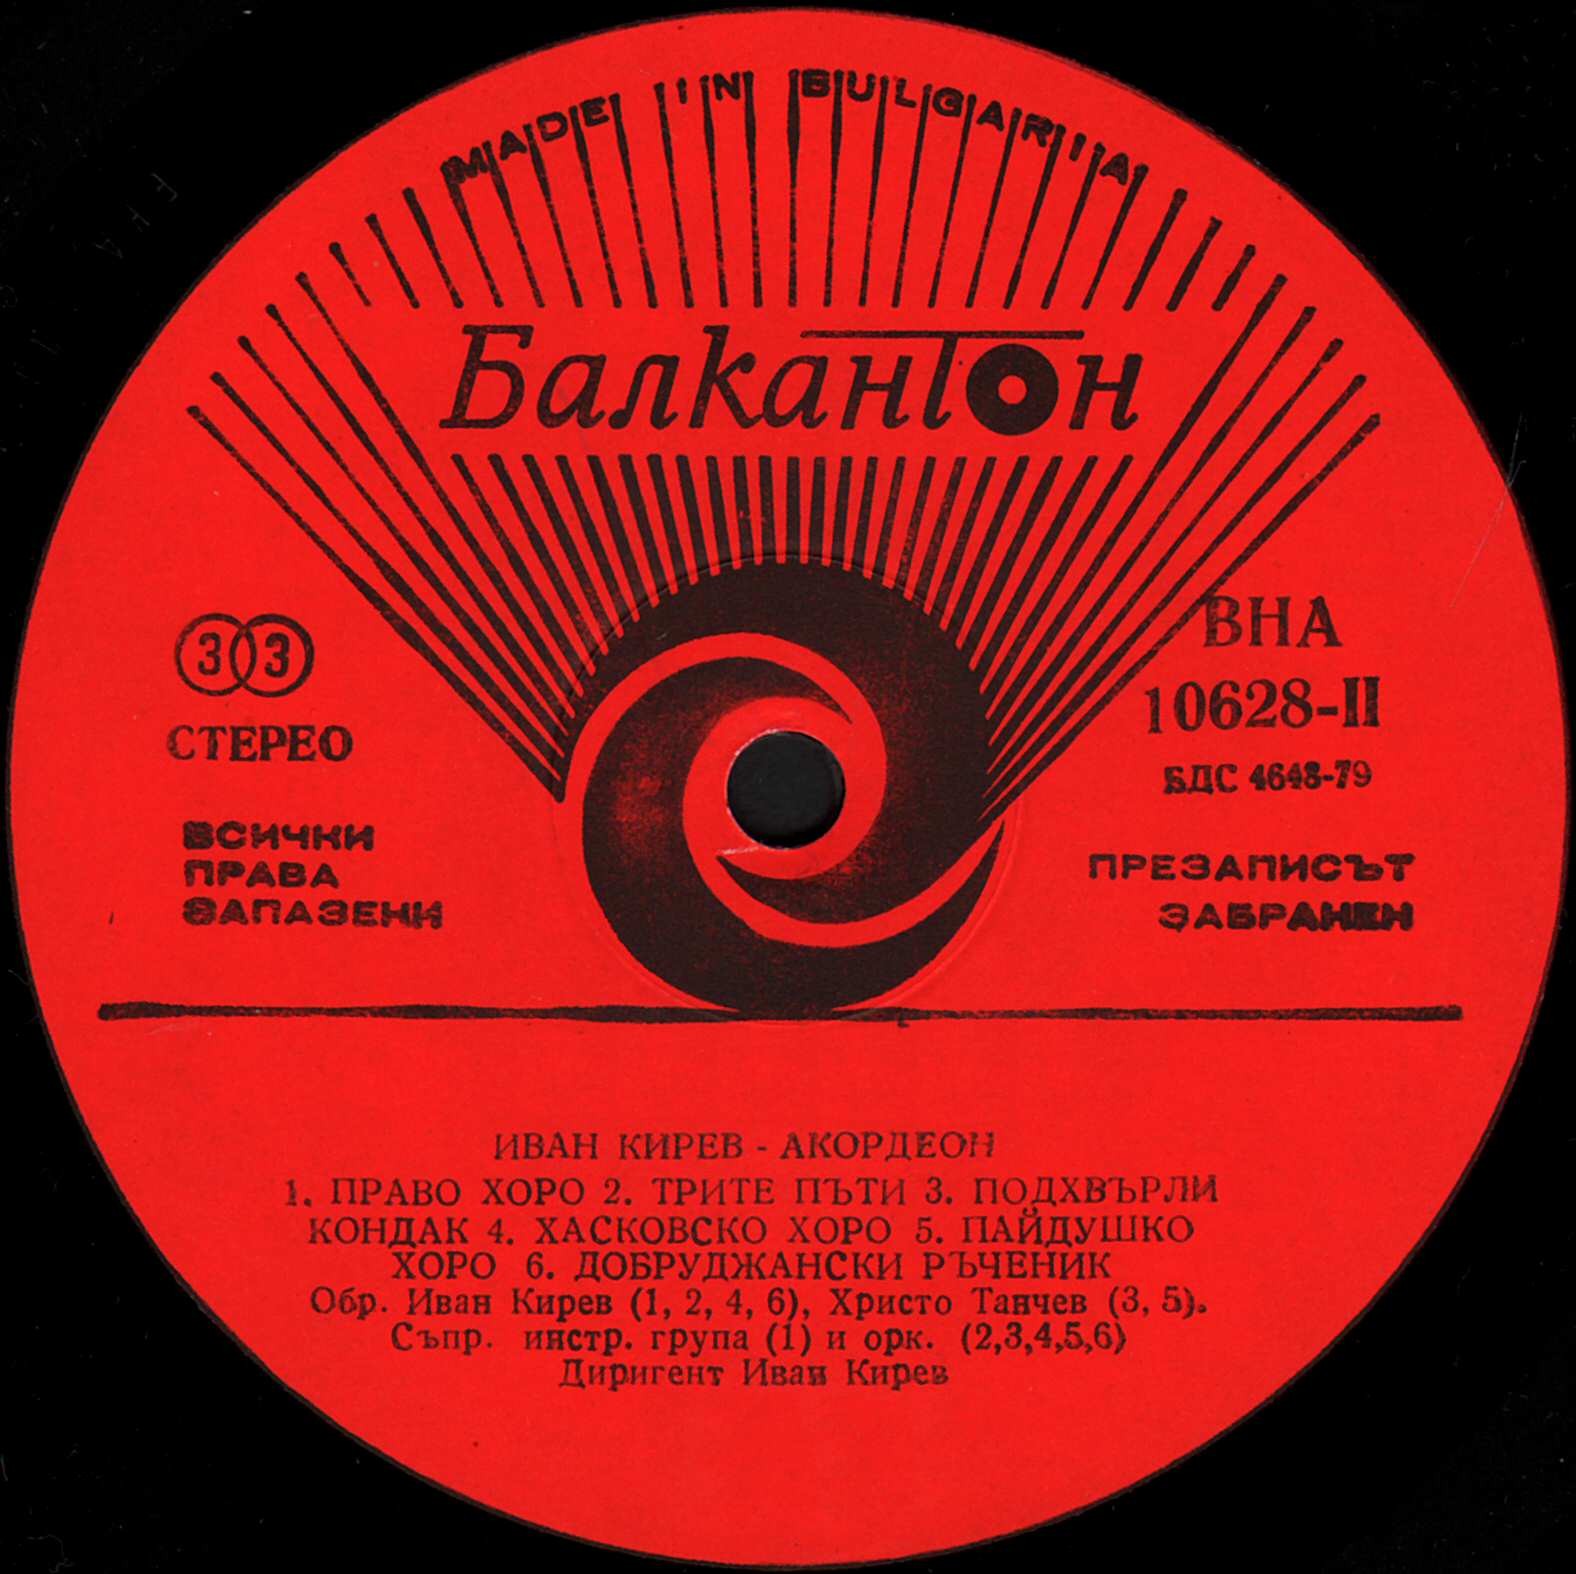 MADE IN BULGARIA
Балкантон
33
СТЕРЕО
ВСИЧКИ
ПРАВА
ЗАПАЗЕНИ
ВНА
10628-II
БДС 4648-79
ПРЕЗАПИСЪТ
ЗАБРАНЕН
ИВАН КИРЕВ - АКОРДЕОН
1. ПРАВО ХОРО 2. ТРИТЕ ПЪТИ 3. ПОДХВЪРЛИ
КОНДАК 4. ХАСКОВСКО ХОРО 5. ПАЙДУШКО
ХОРО 6. ДОБРУДЖАНСКИ РЪЧЕНИК
Обр. Иван Кирев (1, 2, 4, 6), Христо Танчев (3, 5).
Съпр. инстр. група (1) и орк. (2,3,4,5,6)
Диригент Иван Кирев